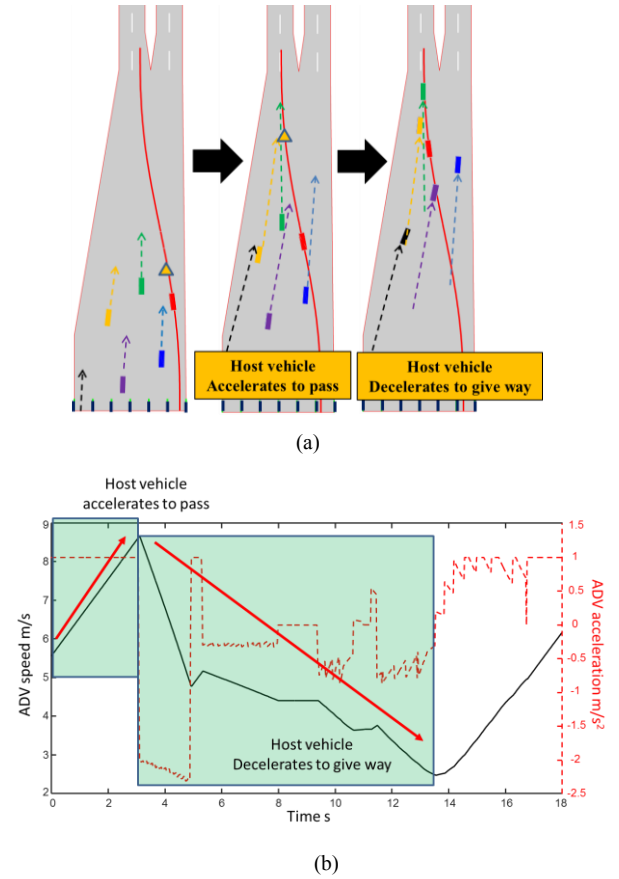 Host vehicle
Accelerates to pass
Host vehicle
Decelerates to give way
(a)
Host vehicle
accelerates to pass
9
8
7
6
5
4
3
2
ADV speed m/s
1.5
1
0.5
0
-0.5
-1
-1.5
-2
-2.5
ADV acceleration m/s²
Host vehicle
Decelerates to give way
0 2 4 6 8 10 12 14 16 18
Time s
(b)